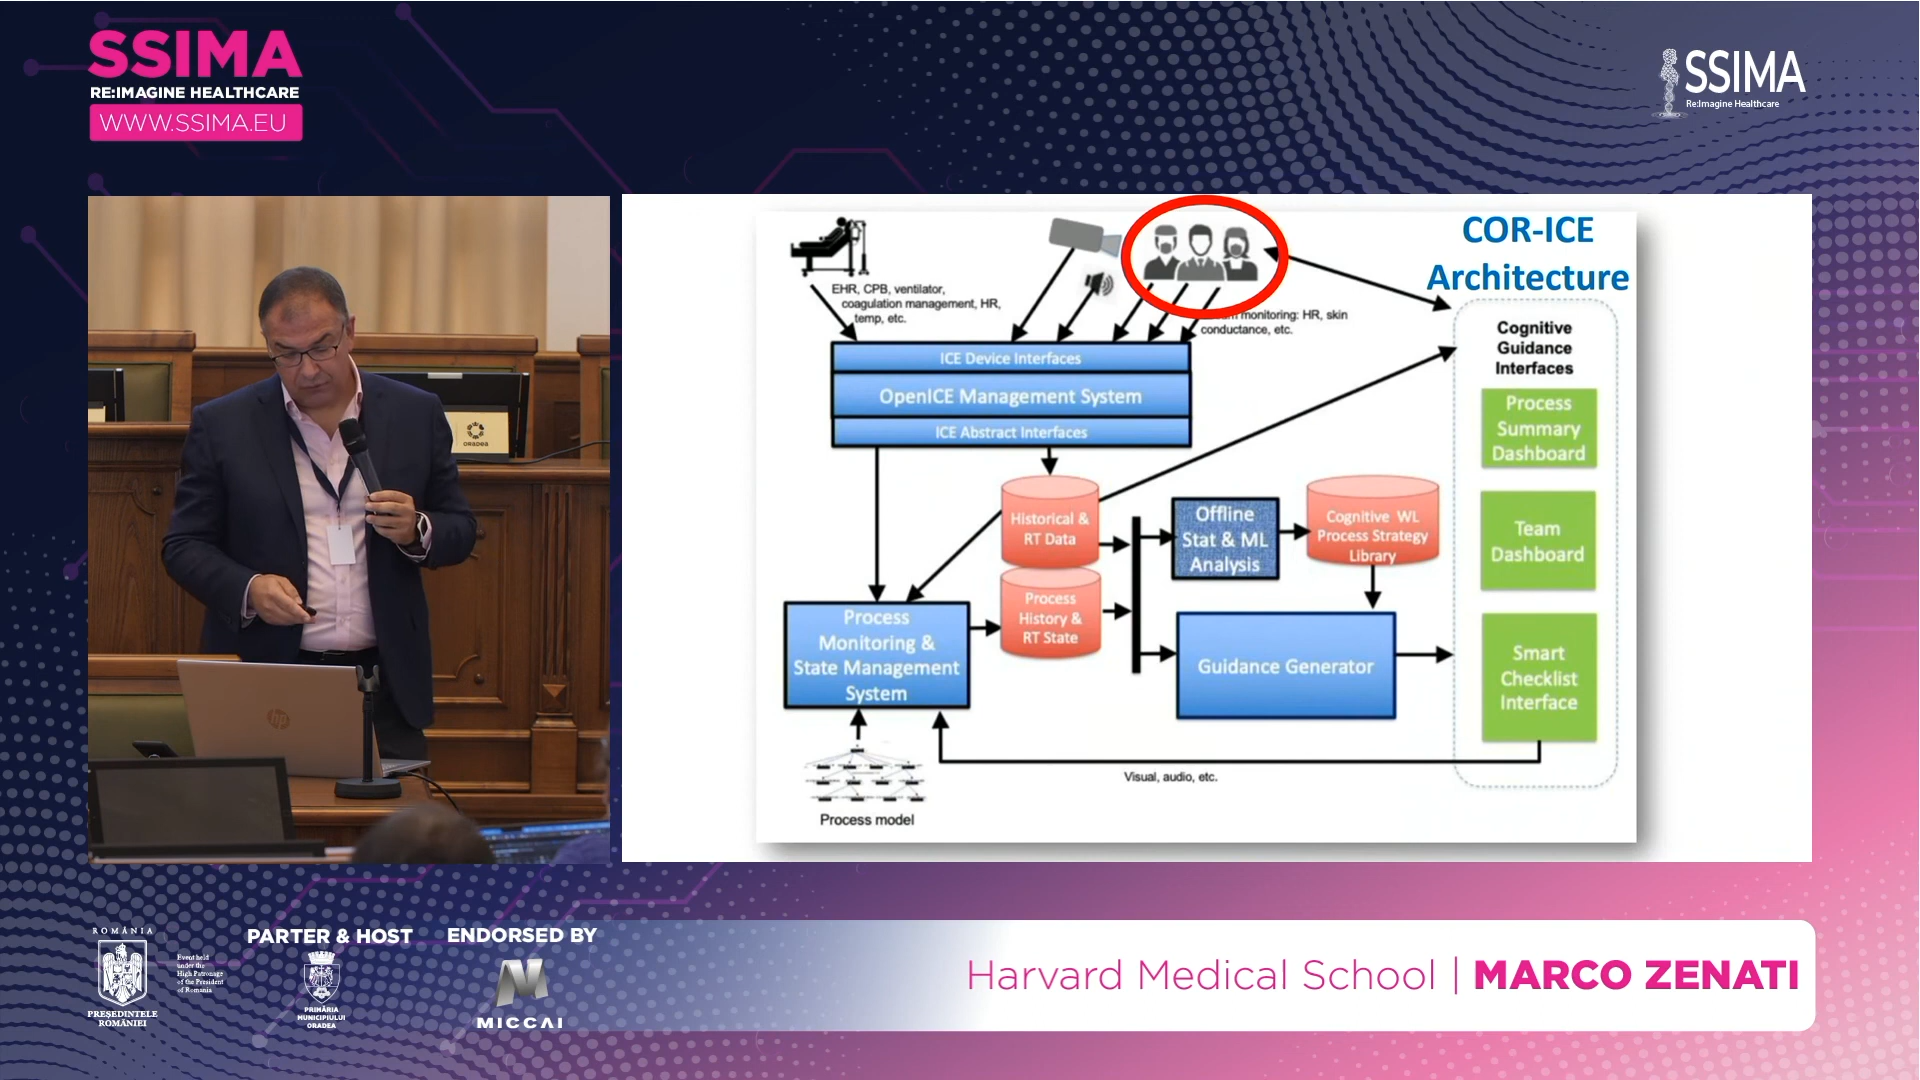 SSIMA
RE:IMAGINE HEALTHCARE
WWW.SSIMA.EU
SSIMA
Re:Imagine Healthcare
COR-ICE
Architecture
EHR, CPB, ventilator,
coagulation management, HR,
temp, etc.
monitoring: HR, skin
conductance, etc.
ICE Device Interfaces
OpenICE Management System
ICE Abstract Interfaces
Cognitive
Guidance
Interfaces
Process
Summary
Dashboard
Team
Dashboard
Smart
Checklist
Interface
Historical &
RT Data
Offline
Stat & ML
Analysis
Cognitive WL
Process Strategy
Library
Process
History &
RT State
Process
Monitoring &
State Management
System
Guidance Generator
Visual, audio, etc.
Process model
ORADEA
hp
ROMÂNIA
PREȘEDINTELE
ROMÂNIEI
Event held
under the
High Patronage
of the President
of Romania
PARTER & HOST
PRIMĂRIA
MUNICIPIULUI
ORADEA
ENDORSED BY
MICCAI
Harvard Medical School | MARCO ZENATI